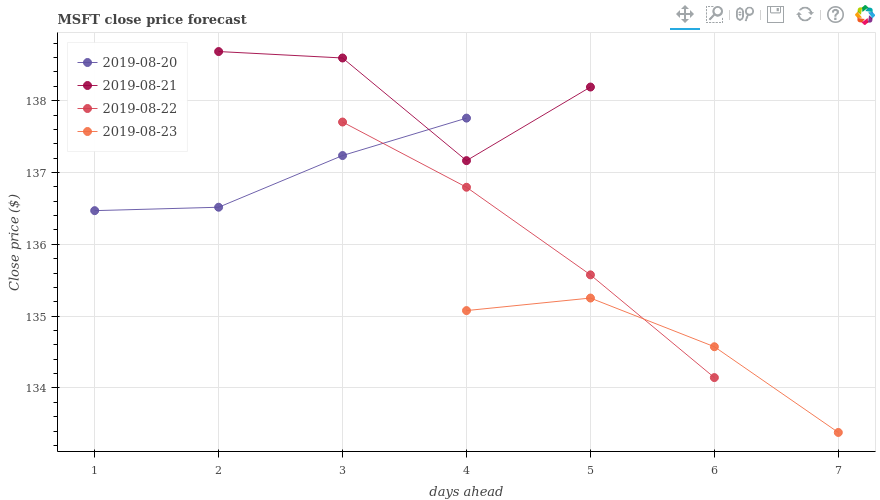 MSFT close price forecast
2019-08-20
2019-08-21
2019-08-22
2019-08-23
138
137
136
135
134
Close price ($)
1 2 3 4 5 6 7
days ahead